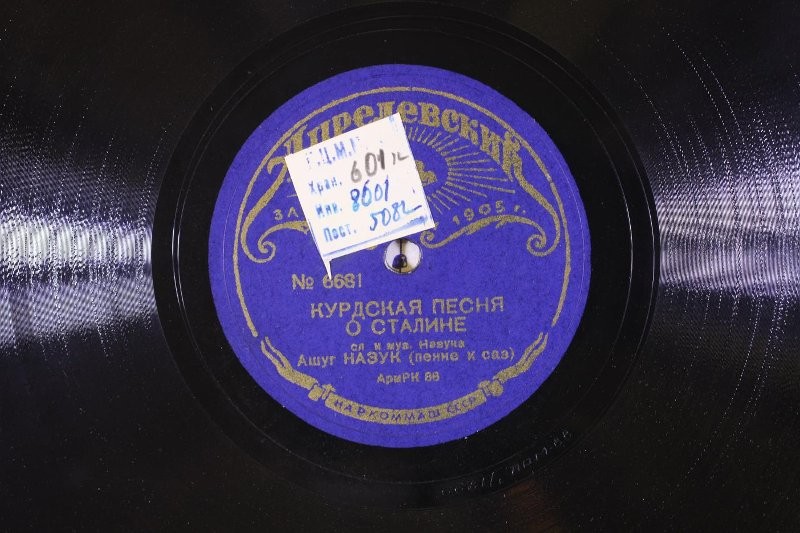 Апрелевский
1905 г.
Хран. 601
Инв. 8601
Пост. 5082
№ 6681
КУРДСКАЯ ПЕСНЯ
О СТАЛИНЕ
сл и муз. Назука
Ашуг НАЗУК (пение и саз)
АрмРК 86
НАРКОММАШ СССР